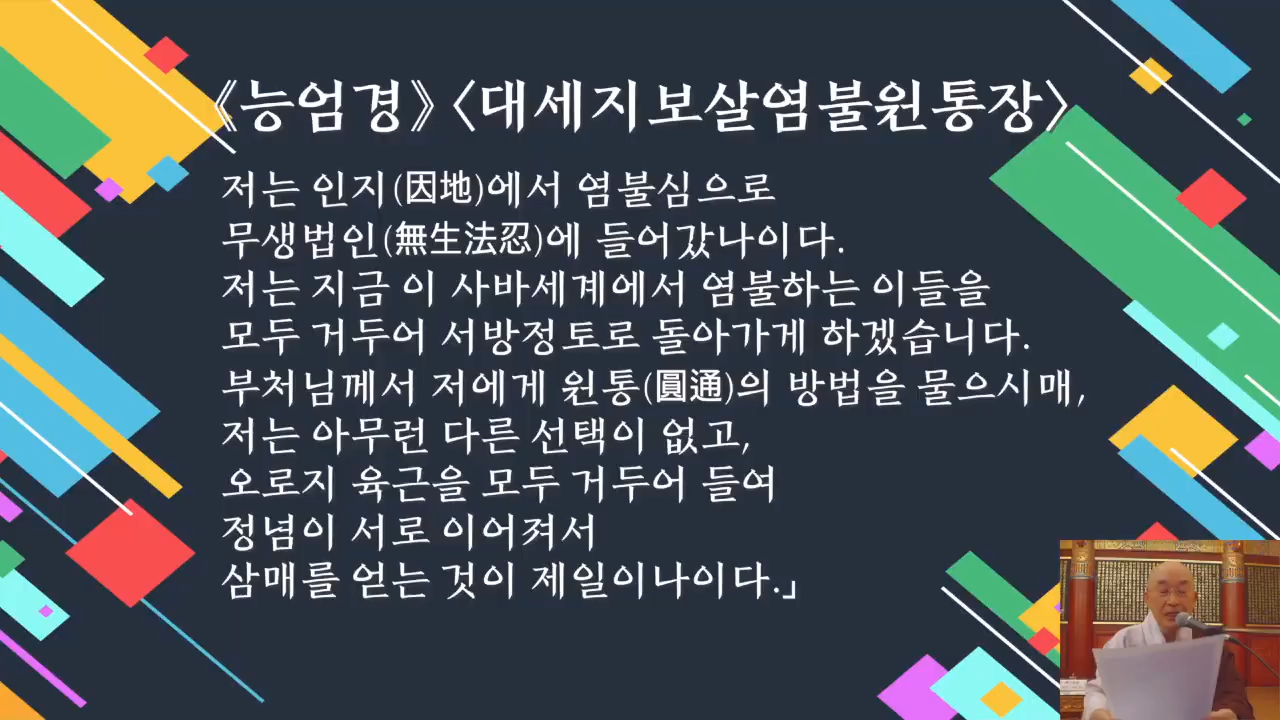 《능엄경》〈대세지보살염불원통장〉
저는 인지(因地)에서 염불심으로
무생법인(無生法忍)에 들어갔나이다.
저는 지금 이 사바세계에서 염불하는 이들을
모두 거두어 서방정토로 돌아가게 하겠습니다.
부처님께서 저에게 원통(圓通)의 방법을 물으시매,
저는 아무런 다른 선택이 없고,
오로지 육근을 모두 거두어 들여
정념이 서로 이어져서
삼매를 얻는 것이 제일이나이다.」